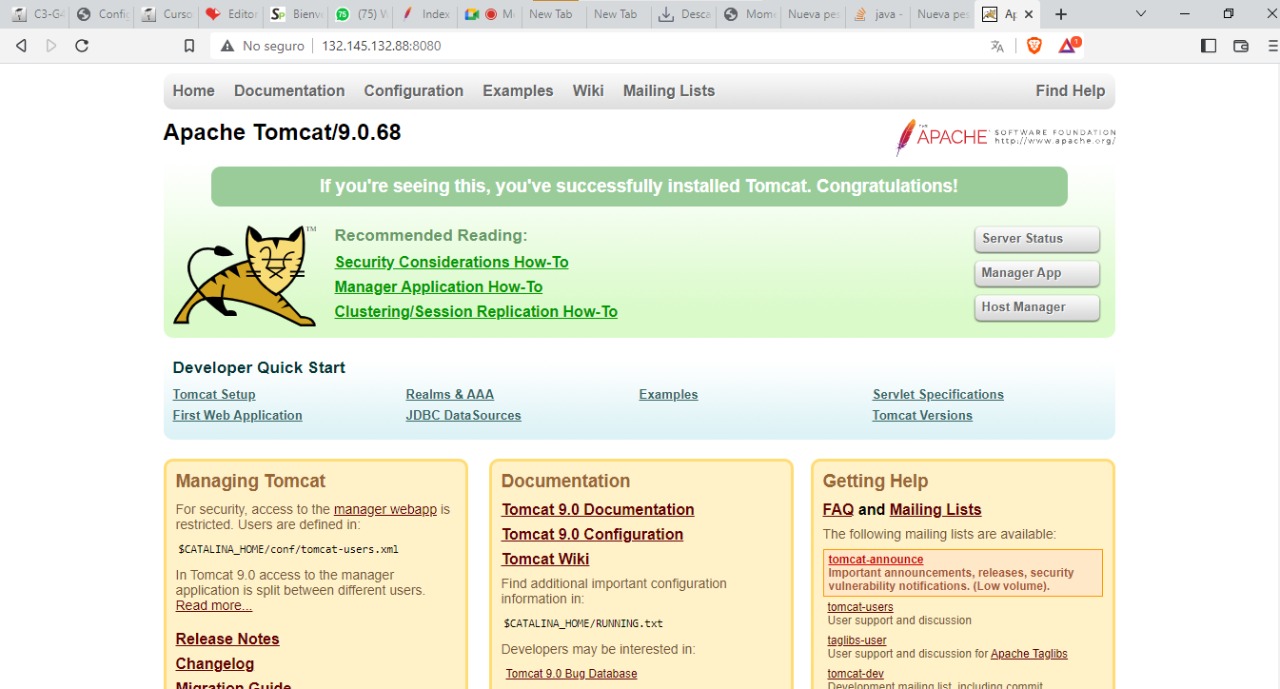 C3-G4
Config
Curso
Editor
Bienv
(75) W
Index
New Tab
New Tab
Desca
Mom
Nueva pes
java -
Nueva pes
Ap
No seguro
132.145.132.88:8080
Home Documentation Configuration Examples Wiki Mailing Lists Find Help
Apache Tomcat/9.0.68
THE APACHE SOFTWARE FOUNDATION
http://www.apache.org/
If you're seeing this, you've successfully installed Tomcat. Congratulations!
TM
Recommended Reading:
Security Considerations How-To
Manager Application How-To
Clustering/Session Replication How-To
Server Status
Manager App
Host Manager
Developer Quick Start
Tomcat Setup
First Web Application
Realms & AAA
JDBC DataSources
Examples
Servlet Specifications
Tomcat Versions
Managing Tomcat
For security, access to the manager webapp is
restricted. Users are defined in:
$CATALINA_HOME/conf/tomcat-users.xml
In Tomcat 9.0 access to the manager
application is split between different users.
Read more...
Release Notes
Changelog
Migration Guide
Documentation
Tomcat 9.0 Documentation
Tomcat 9.0 Configuration
Tomcat Wiki
Find additional important configuration
information in:
$CATALINA_HOME/RUNNING.txt
Developers may be interested in:
Tomcat 9.0 Bug Database
Getting Help
FAQ and Mailing Lists
The following mailing lists are available:
tomcat-announce
Important announcements, releases, security
vulnerability notifications. (Low volume).
tomcat-users
User support and discussion
taglibs-user
User support and discussion for Apache Taglibs
tomcat-dev
Development mailing list, including commit